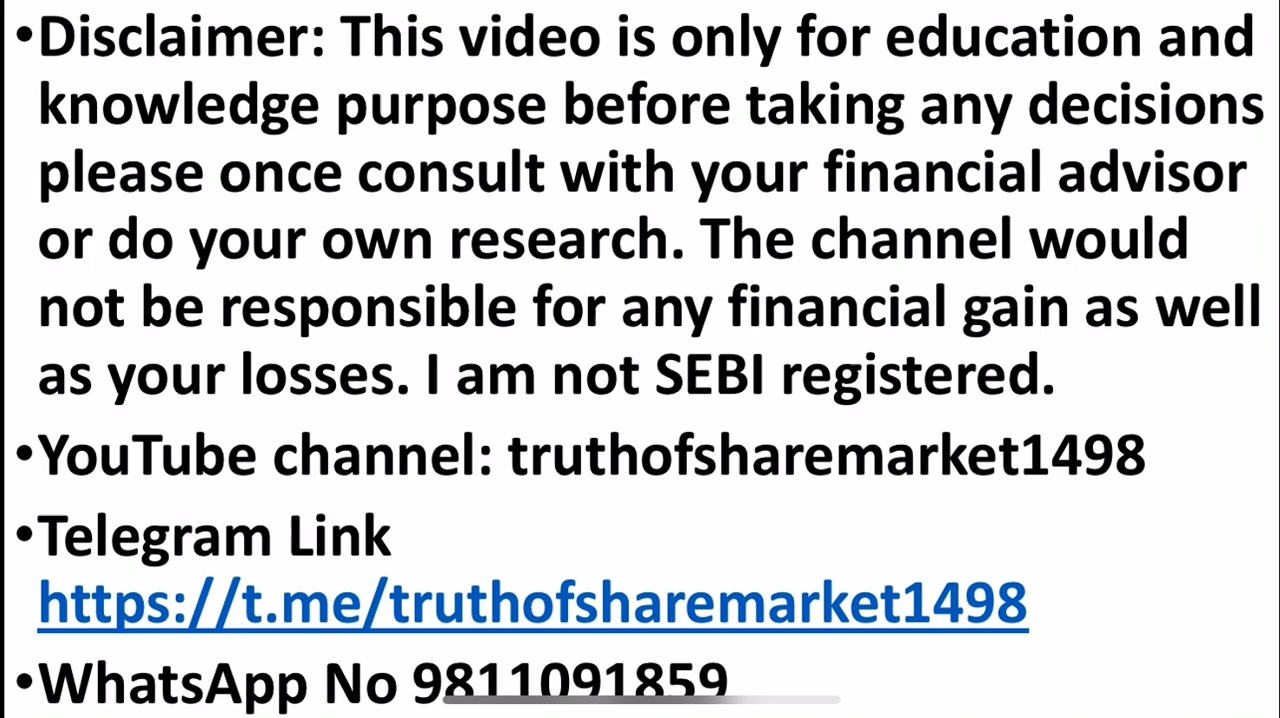 •Disclaimer: This video is only for education and
knowledge purpose before taking any decisions
please once consult with your financial advisor
or do your own research. The channel would
not be responsible for any financial gain as well
as your losses. I am not SEBI registered.
•YouTube channel: truthofsharemarket1498
•Telegram Link
https://t.me/truthofsharemarket1498
•WhatsApp No 9811091859